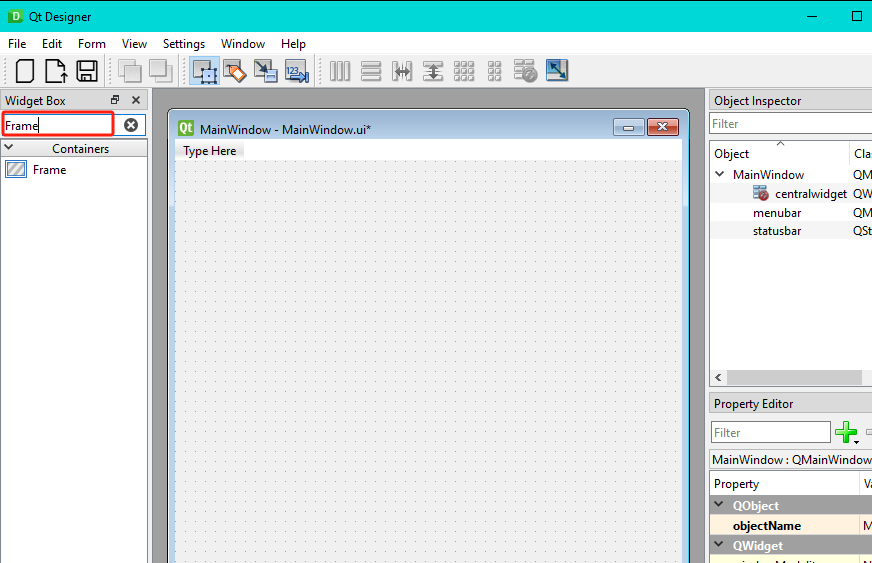 Qt Designer
File Edit Form View Settings Window Help
123
Widget Box
Frame
Containers
Frame
Qt MainWindow - MainWindow.ui*
Type Here
Object Inspector
Filter
Object Cla
MainWindow QM
centralwidget QW
menubar QM
statusbar QSt
Property Editor
Filter
MainWindow : QMainWindow
Property Va
QObject
objectName M
QWidget